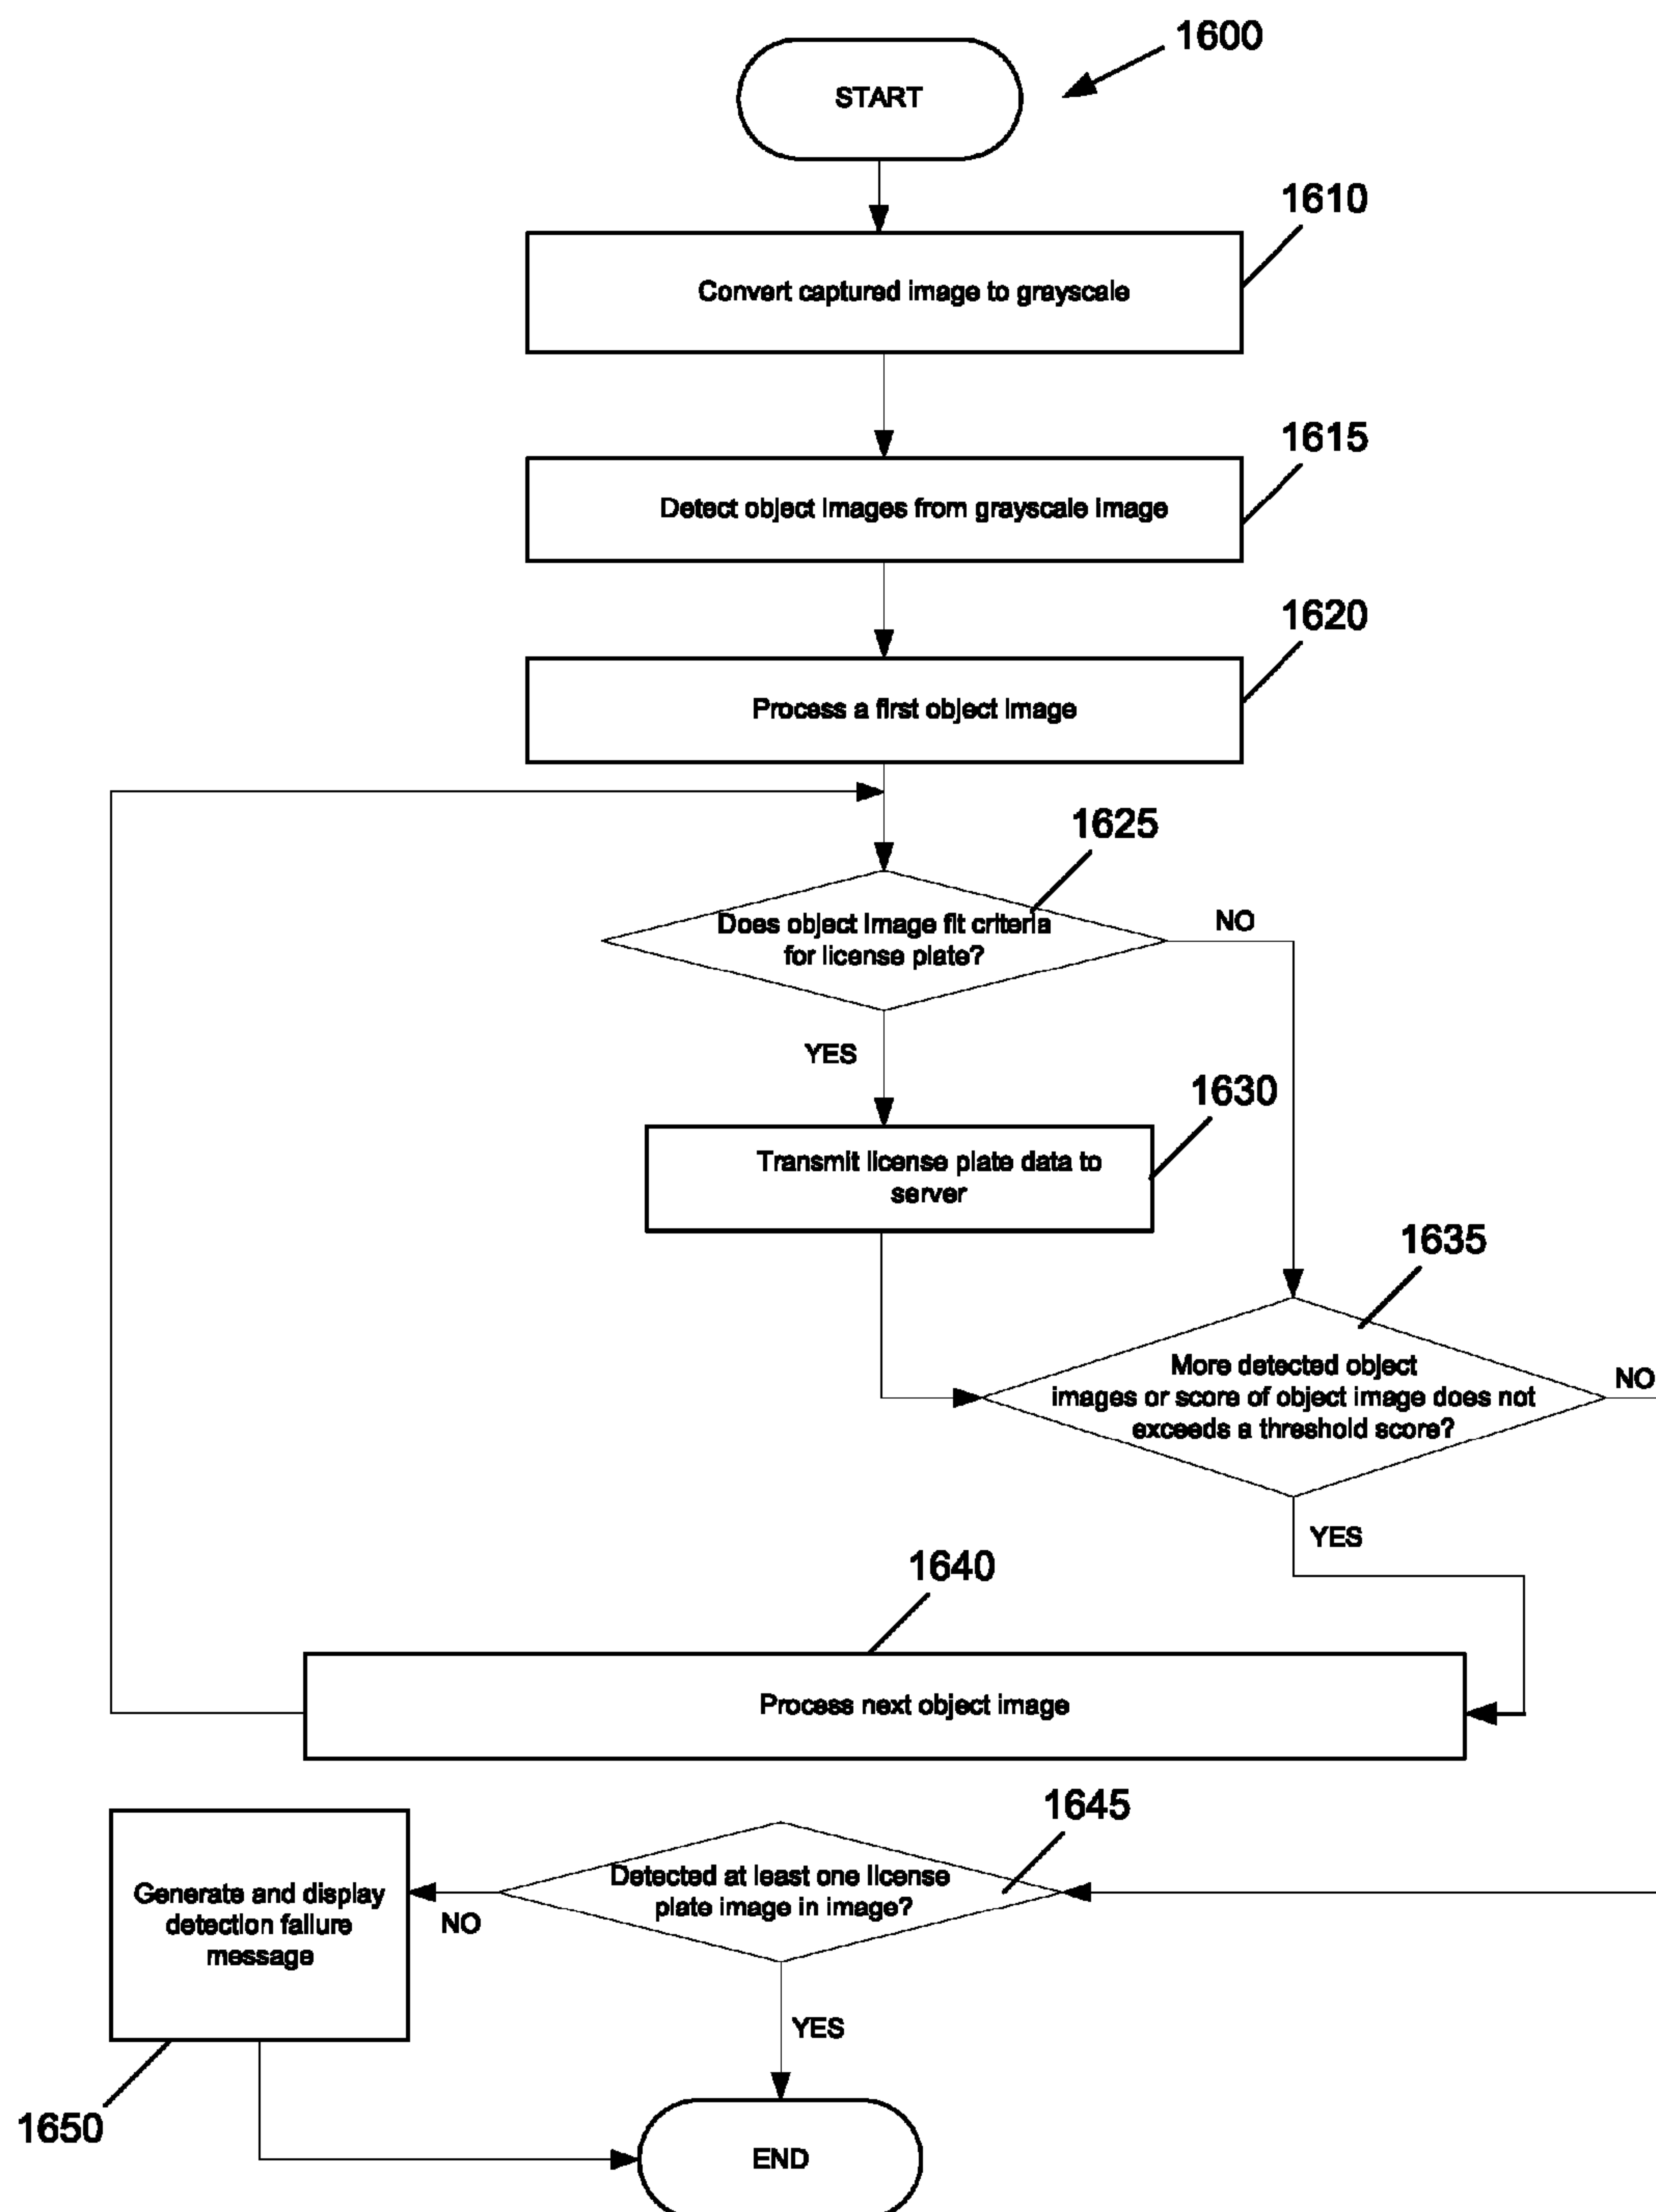 1600
START
1610
Convert captured image to grayscale
1615
Detect object images from grayscale image
1620
Process a first object image
1625
Does object image fit criteria
for license plate?
NO
YES
1630
Transmit license plate data to
server
1635
More detected object
images or score of object image does not
exceeds a threshold score?
NO
YES
1640
Process next object image
1645
Detected at least one license
plate image in image?
Generate and display
detection failure
message
NO
YES
1650
END